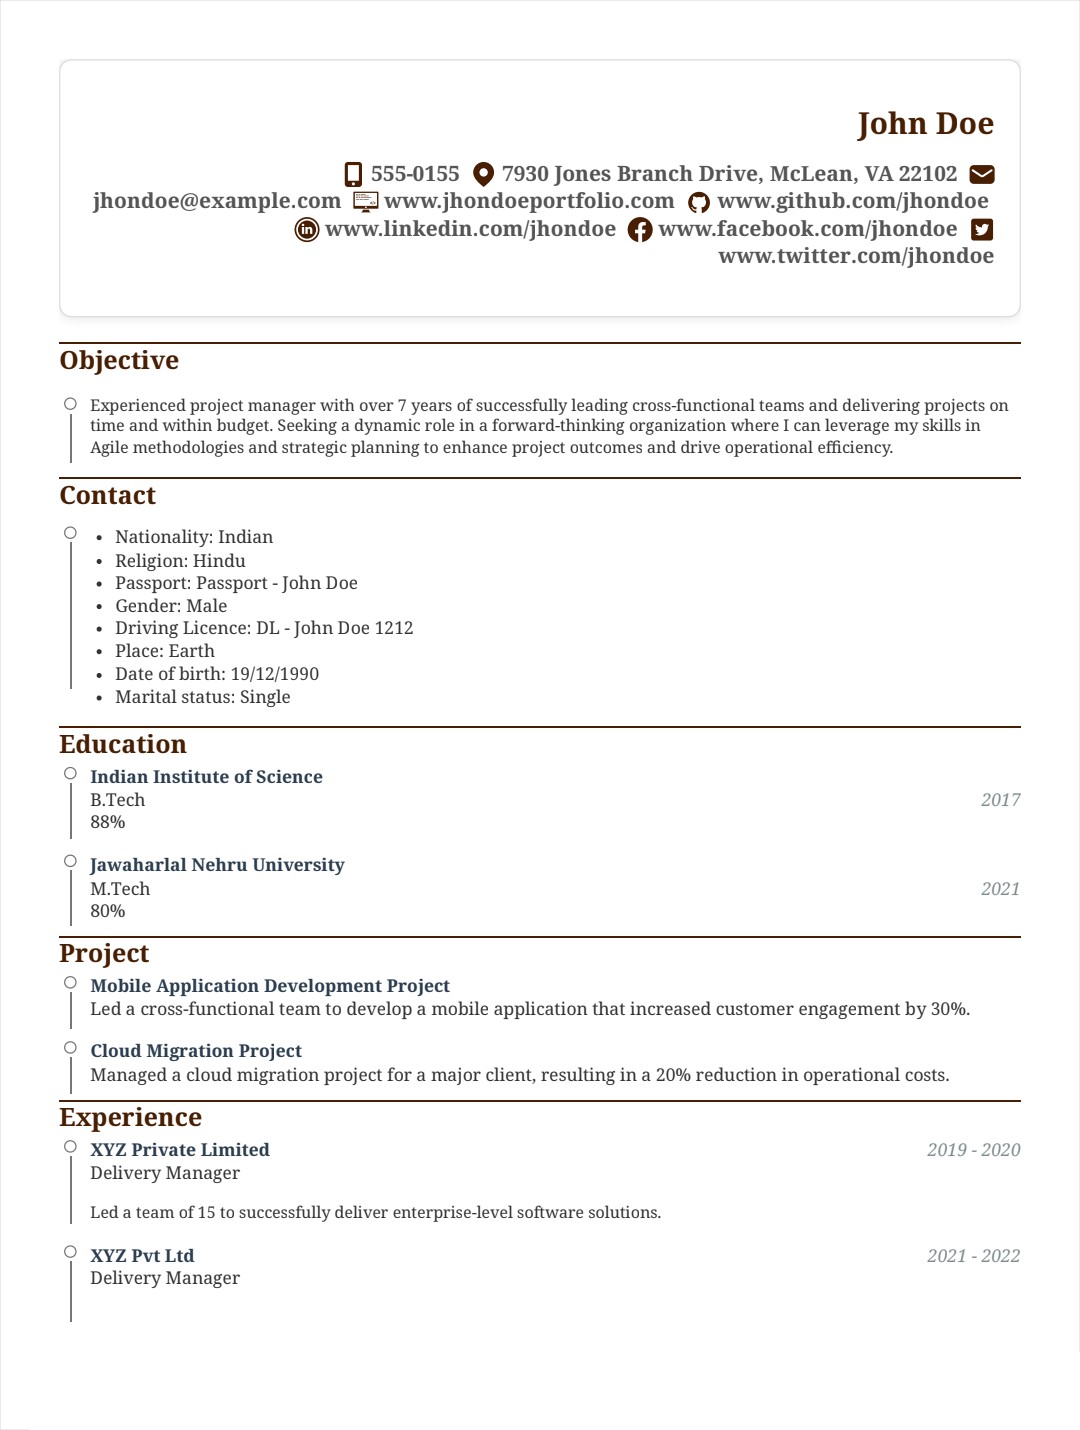 John Doe
555-0155 7930 Jones Branch Drive, McLean, VA 22102
jhondoe@example.com www.jhondoeportfolio.com www.github.com/jhondoe
www.linkedin.com/jhondoe www.facebook.com/jhondoe
www.twitter.com/jhondoe
Objective
Experienced project manager with over 7 years of successfully leading cross-functional teams and delivering projects on
time and within budget. Seeking a dynamic role in a forward-thinking organization where I can leverage my skills in
Agile methodologies and strategic planning to enhance project outcomes and drive operational efficiency.
Contact
• Nationality: Indian
• Religion: Hindu
• Passport: Passport - John Doe
• Gender: Male
• Driving Licence: DL - John Doe 1212
• Place: Earth
• Date of birth: 19/12/1990
• Marital status: Single
Education
Indian Institute of Science
B.Tech 2017
88%
Jawaharlal Nehru University
M.Tech 2021
80%
Project
Mobile Application Development Project
Led a cross-functional team to develop a mobile application that increased customer engagement by 30%.
Cloud Migration Project
Managed a cloud migration project for a major client, resulting in a 20% reduction in operational costs.
Experience
XYZ Private Limited 2019 - 2020
Delivery Manager
Led a team of 15 to successfully deliver enterprise-level software solutions.
XYZ Pvt Ltd 2021 - 2022
Delivery Manager